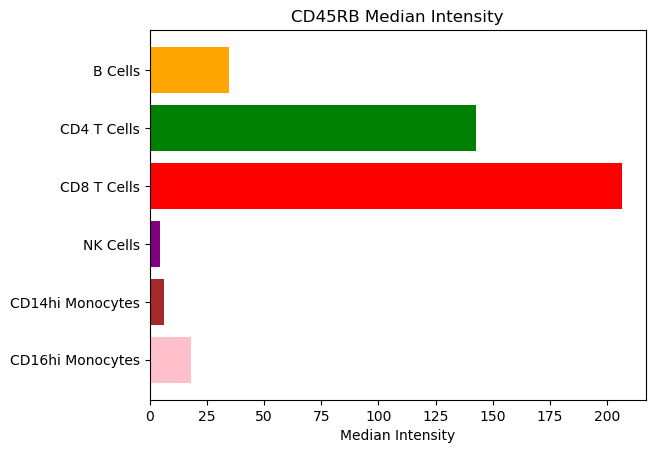 CD45RB Median Intensity
B Cells
CD4 T Cells
CD8 T Cells
NK Cells
CD14hi Monocytes
CD16hi Monocytes
0 25 50 75 100 125 150 175 200
Median Intensity